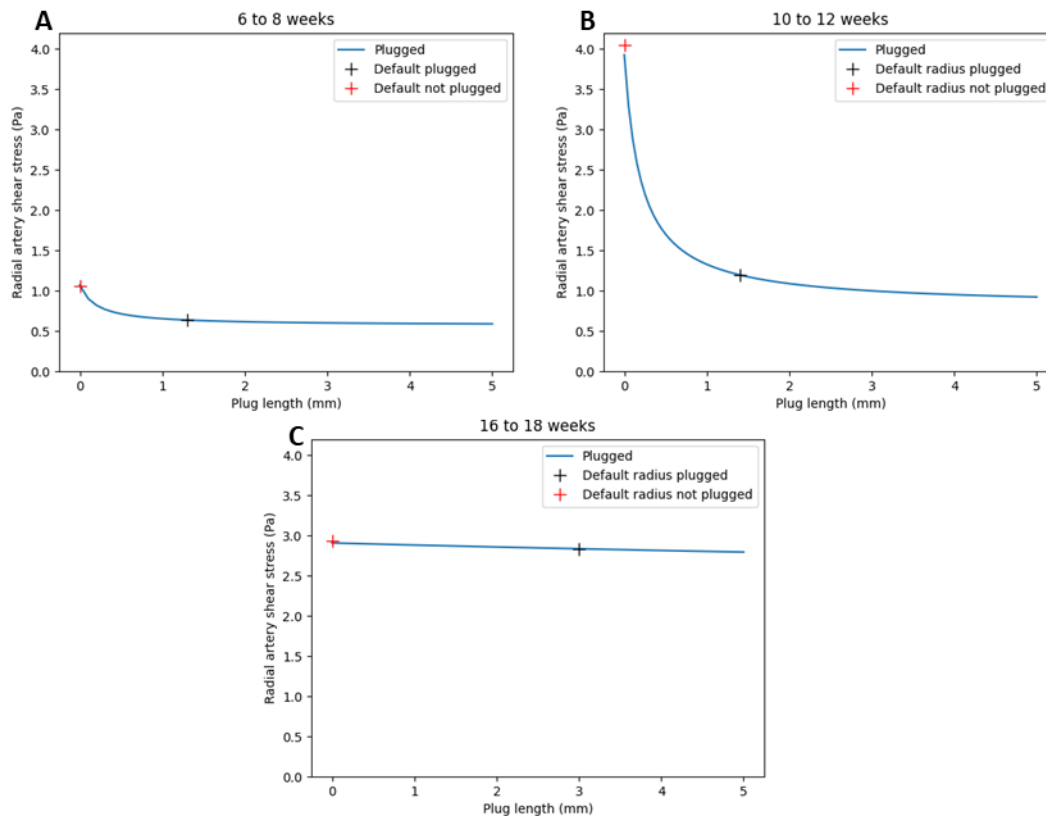 A
6 to 8 weeks
Plugged
Default plugged
Default not plugged
4.0
3.5
3.0
2.5
2.0
1.5
1.0
0.5
0.0
Radial artery shear stress (Pa)
0 1 2 3 4 5
Plug length (mm)
B
10 to 12 weeks
Plugged
Default radius plugged
Default radius not plugged
4.0
3.5
3.0
2.5
2.0
1.5
1.0
0.5
0.0
Radial artery shear stress (Pa)
0 1 2 3 4 5
Plug length (mm)
C
16 to 18 weeks
Plugged
Default radius plugged
Default radius not plugged
4.0
3.5
3.0
2.5
2.0
1.5
1.0
0.5
0.0
Radial artery shear stress (Pa)
0 1 2 3 4 5
Plug length (mm)